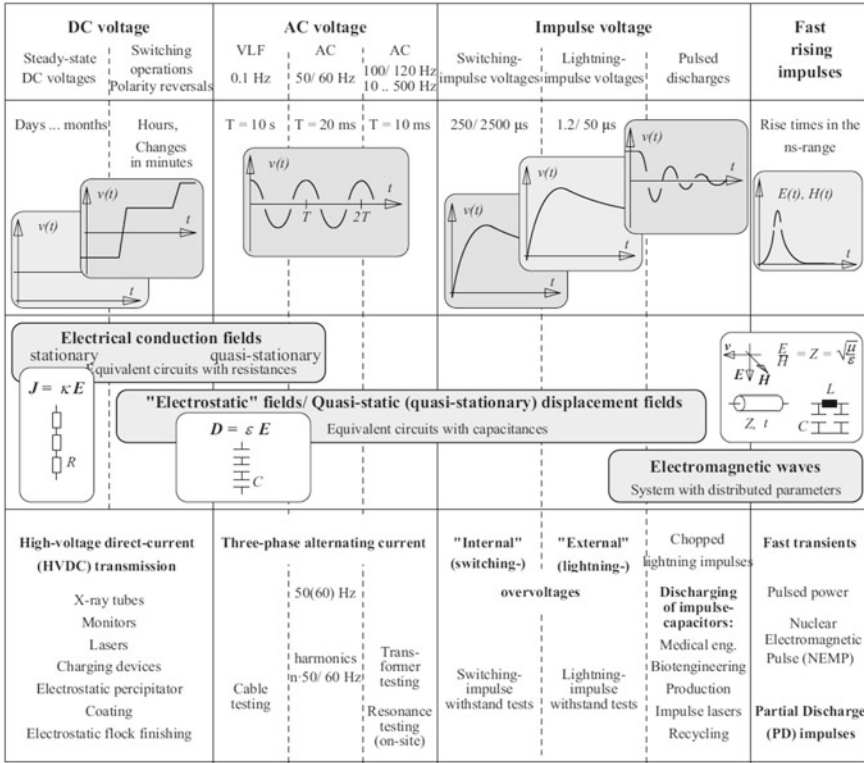 DC voltage
AC voltage
Impulse voltage
Fast
rising
impulses
Steady-state
DC voltages
Switching
operations
Polarity reversals
VLF
0.1 Hz
AC
50/ 60 Hz
AC
100/ 120 Hz
10 .. 500 Hz
Switching-
impulse voltages
Lightning-
impulse voltages
Pulsed
discharges
Days ... months
Hours,
Changes
in minutes
T = 10 s
T = 20 ms
T = 10 ms
250/ 2500 µs
1.2/ 50 µs
Rise times in the
ns-range
v(t)
t
v(t)
t
v(t)
t
T
2T
v(t)
t
v(t)
t
v(t)
t
E(t), H(t)
t
Electrical conduction fields
stationary
quasi-stationary
Equivalent circuits with resistances
J = κ E
R
"Electrostatic" fields/ Quasi-static (quasi-stationary) displacement fields
Equivalent circuits with capacitances
D = ε E
C
v
E
H
E/H = Z = √μ/ε
Z, t
L
C
Electromagnetic waves
System with distributed parameters
High-voltage direct-current
(HVDC) transmission
X-ray tubes
Monitors
Lasers
Charging devices
Electrostatic percipitator
Coating
Electrostatic flock finishing
Three-phase alternating current
50(60) Hz
harmonics
n·50/ 60 Hz
Cable
testing
Trans-
former
testing
Resonance
testing
(on-site)
"Internal"
(switching-)
"External"
(lightning-)
overvoltages
Switching-
impulse
withstand tests
Lightning-
impulse
withstand tests
Chopped
lightning impulses
Discharging
of impulse-
capacitors:
Medical eng.
Biotengineering
Production
Impulse lasers
Recycling
Fast transients
Pulsed power
Nuclear
Electromagnetic
Pulse (NEMP)
Partial Discharge
(PD) impulses